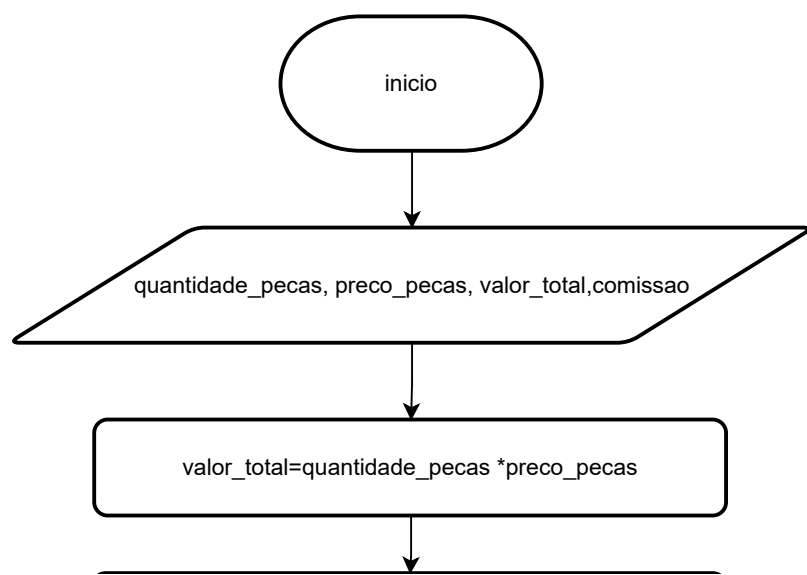 inicio
quantidade_pecas, preco_pecas, valor_total,comissao
valor_total=quantidade_pecas *preco_pecas